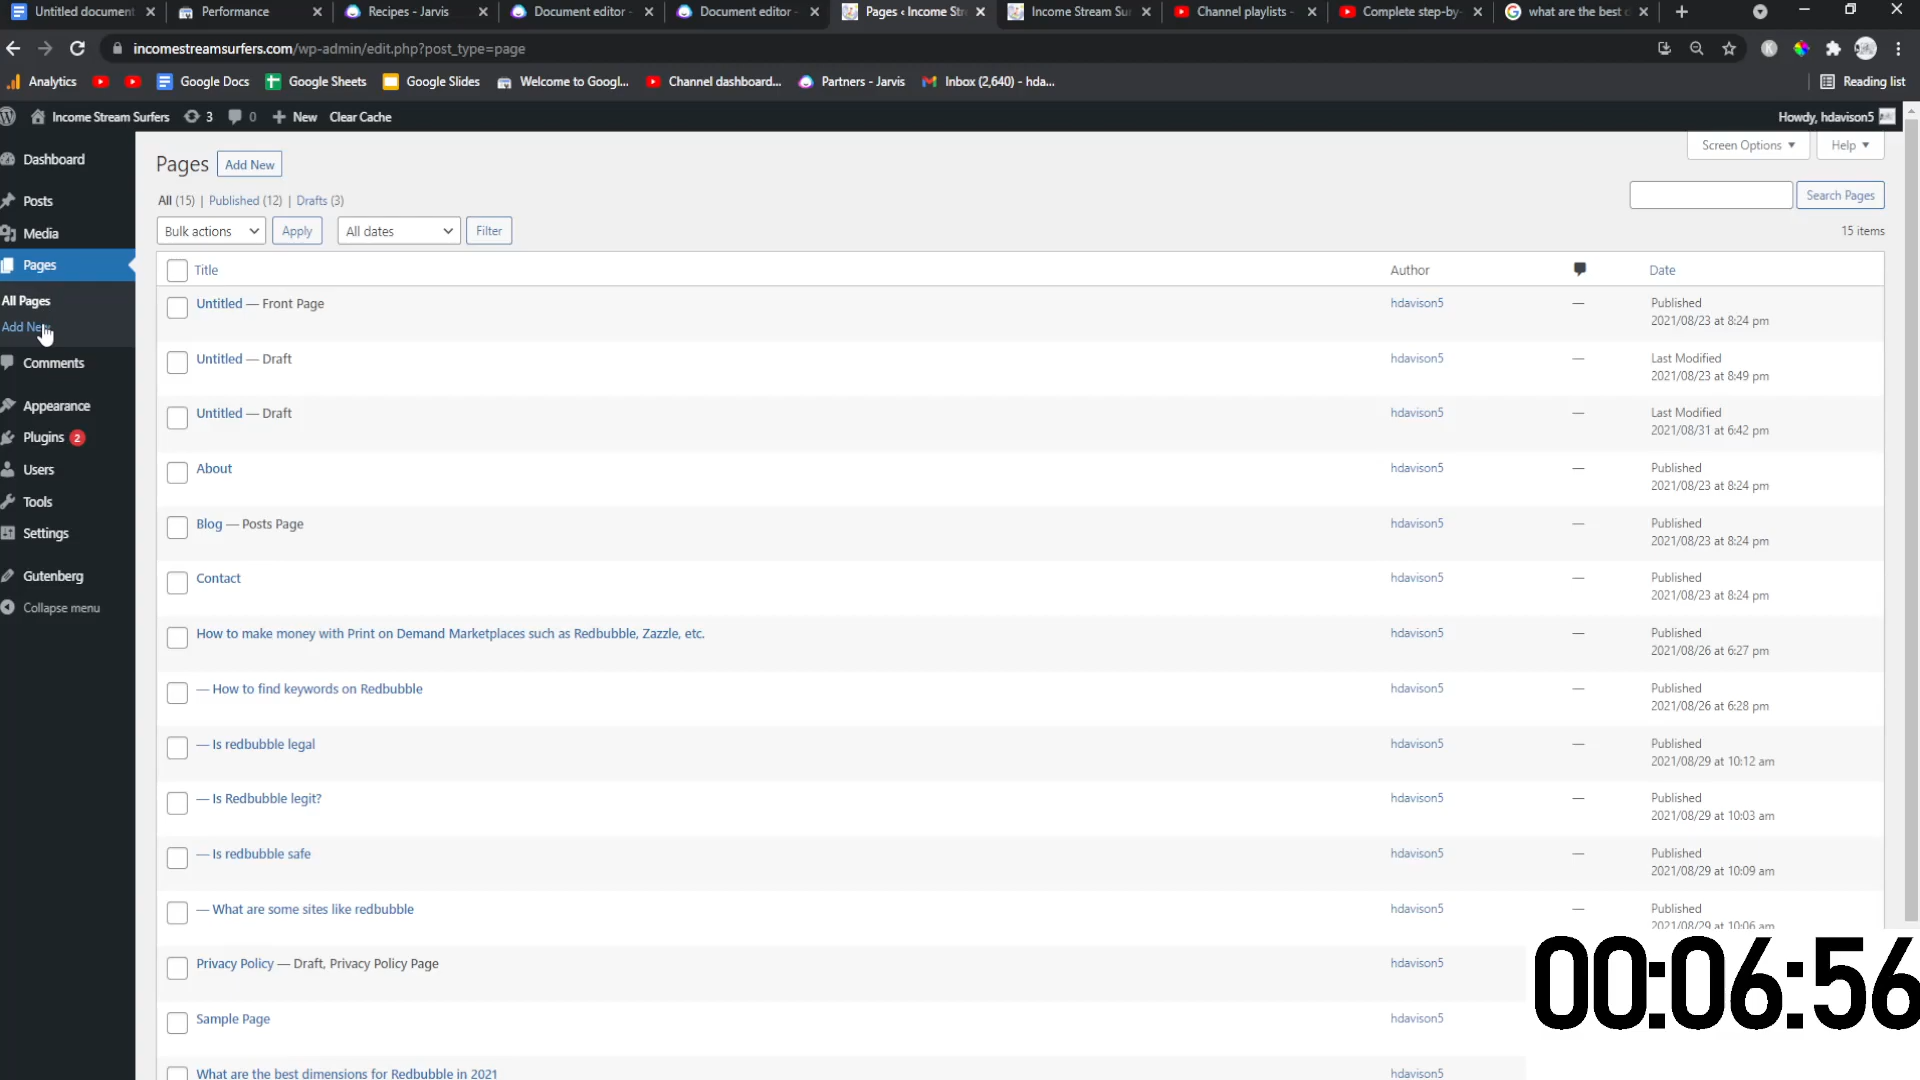 Untitled document
Performance
Recipes - Jarvis
Document editor -
Document editor -
Pages ‹ Income Str
Income Stream Sur
Channel playlists -
Complete step-by-
what are the best d
incomestreamsurfers.com/wp-admin/edit.php?post_type=page
Analytics
Google Docs
Google Sheets
Google Slides
Welcome to Googl...
Channel dashboard...
Partners - Jarvis
Inbox (2,640) - hda...
Reading list
Income Stream Surfers 3 0 New Clear Cache
Howdy, hdavison5
Dashboard
Posts
Media
Pages
All Pages
Add New
Comments
Appearance
Plugins 2
Users
Tools
Settings
Gutenberg
Collapse menu
Screen Options
Help
Pages Add New
All (15) | Published (12) | Drafts (3)
Search Pages
Bulk actions Apply All dates Filter
15 items
Title Author Date
Untitled — Front Page hdavison5 — Published
2021/08/23 at 8:24 pm
Untitled — Draft hdavison5 — Last Modified
2021/08/23 at 8:49 pm
Untitled — Draft hdavison5 — Last Modified
2021/08/31 at 6:42 pm
About hdavison5 — Published
2021/08/23 at 8:24 pm
Blog — Posts Page hdavison5 — Published
2021/08/23 at 8:24 pm
Contact hdavison5 — Published
2021/08/23 at 8:24 pm
How to make money with Print on Demand Marketplaces such as Redbubble, Zazzle, etc. hdavison5 — Published
2021/08/26 at 6:27 pm
— How to find keywords on Redbubble hdavison5 — Published
2021/08/26 at 6:28 pm
— Is redbubble legal hdavison5 — Published
2021/08/29 at 10:12 am
— Is Redbubble legit? hdavison5 — Published
2021/08/29 at 10:03 am
— Is redbubble safe hdavison5 — Published
2021/08/29 at 10:09 am
— What are some sites like redbubble hdavison5 — Published
2021/08/29 at 10:06 am
Privacy Policy — Draft, Privacy Policy Page hdavison5
Sample Page hdavison5
What are the best dimensions for Redbubble in 2021 hdavison5
00:06:56